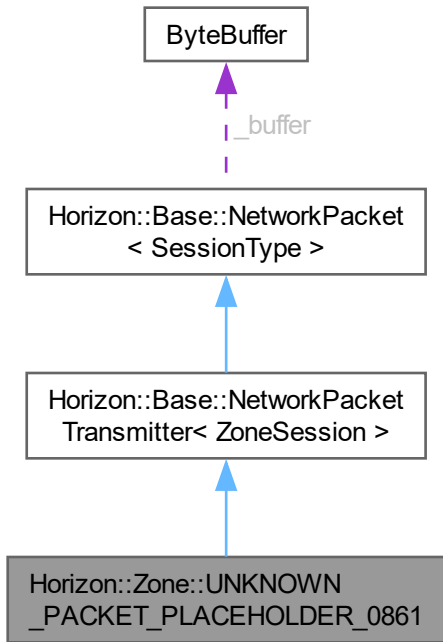 ByteBuffer
_buffer
Horizon::Base::NetworkPacket
< SessionType >
Horizon::Base::NetworkPacket
Transmitter< ZoneSession >
Horizon::Zone::UNKNOWN
_PACKET_PLACEHOLDER_0861